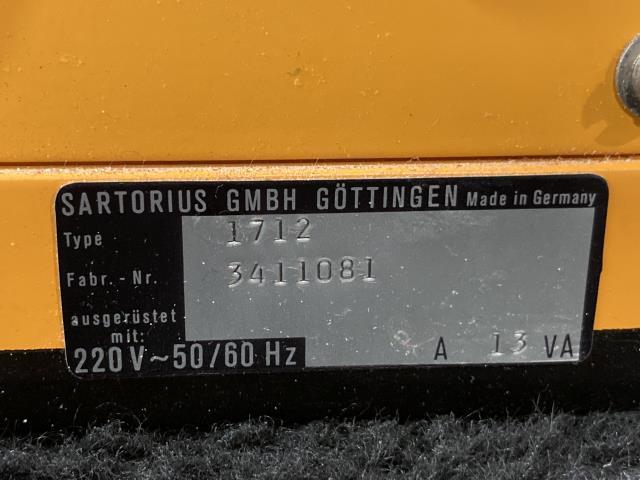 SARTORIUS GMBH GÖTTINGEN Made in Germany
Type 1712
Fabr. - Nr. 3411081
ausgerüstet
mit:
220 V ~ 50/60 Hz A 13 VA